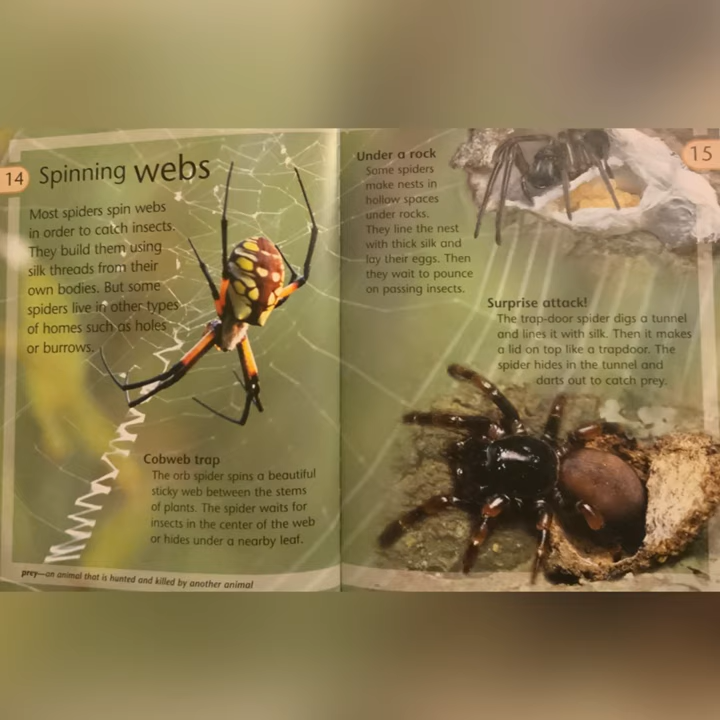 14 Spinning webs
Most spiders spin webs
in order to catch insects.
They build them using
silk threads from their
own bodies. But some
spiders live in other types
of homes such as holes
or burrows.
Cobweb trap
The orb spider spins a beautiful
sticky web between the stems
of plants. The spider waits for
insects in the center of the web
or hides under a nearby leaf.
prey—an animal that is hunted and killed by another animal
15
Under a rock
Some spiders
make nests in
hollow spaces
under rocks.
They line the nest
with thick silk and
lay their eggs. Then
they wait to pounce
on passing insects.
Surprise attack!
The trap-door spider digs a tunnel
and lines it with silk. Then it makes
a lid on top like a trapdoor. The
spider hides in the tunnel and
darts out to catch prey.